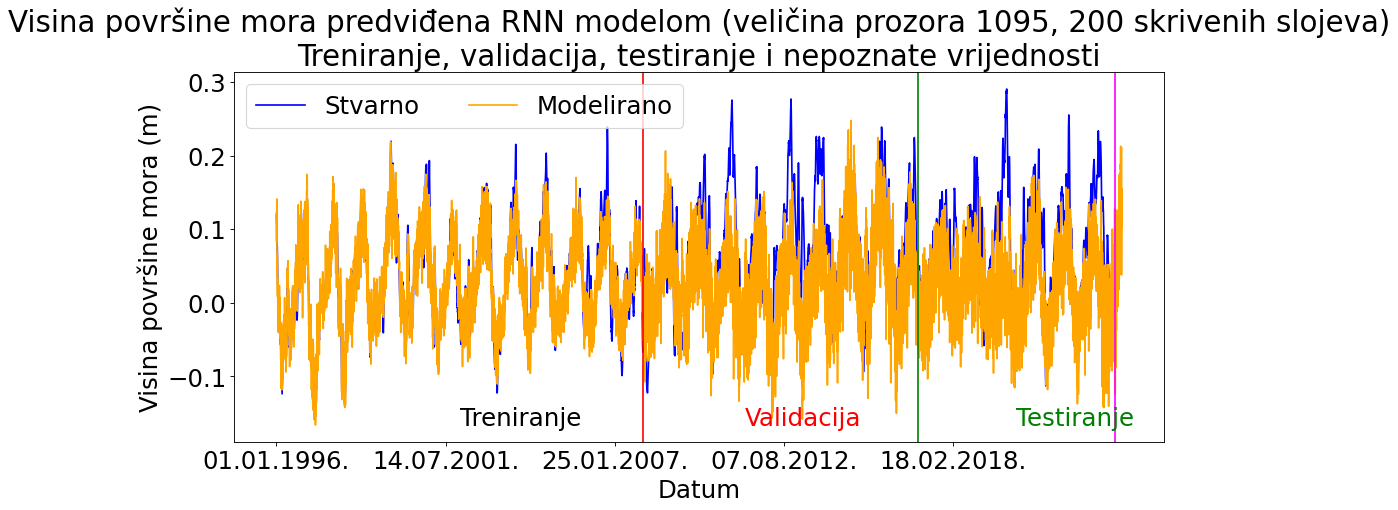 Visina površine mora predviđena RNN modelom (veličina prozora 1095, 200 skrivenih slojeva)
Treniranje, validacija, testiranje i nepoznate vrijednosti
Stvarno
Modelirano
Visina površine mora (m)
0.3
0.2
0.1
0.0
−0.1
Treniranje
Validacija
Testiranje
01.01.1996.
14.07.2001.
25.01.2007.
07.08.2012.
18.02.2018.
Datum